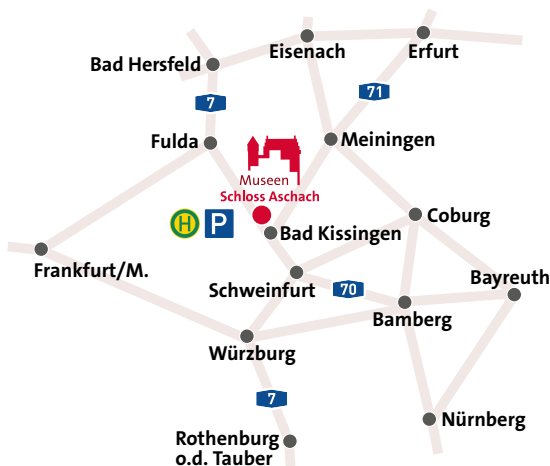 Eisenach
Erfurt
Bad Hersfeld
7
71
Fulda
Meiningen
Museen
Schloss Aschach
H
P
Coburg
Bad Kissingen
Frankfurt/M.
Schweinfurt
70
Bayreuth
Bamberg
Würzburg
7
Nürnberg
Rothenburg
o.d. Tauber